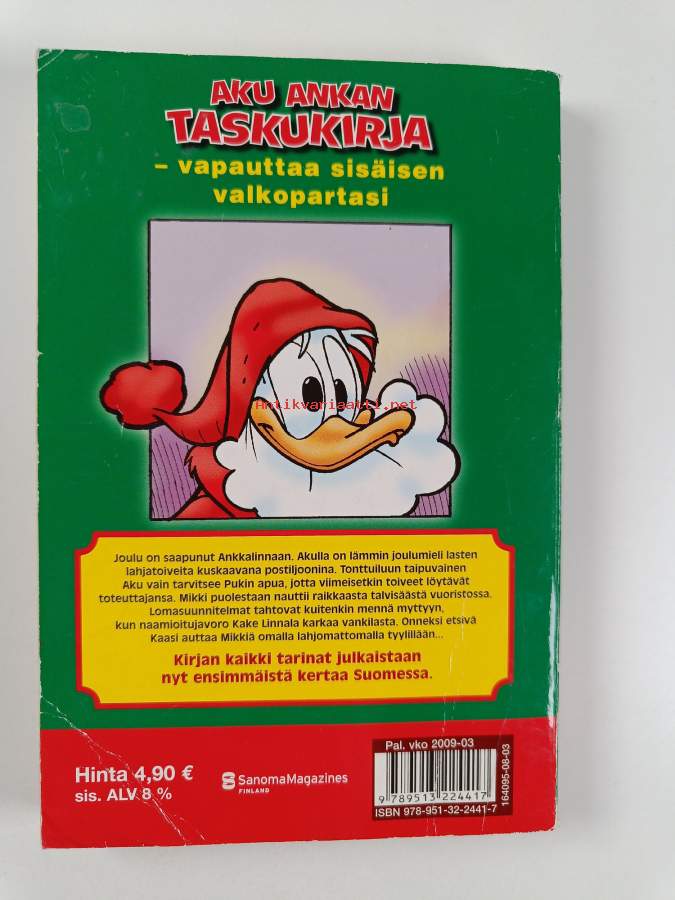 AKU ANKAN
TASKUKIRJA
– vapauttaa sisäisen
valkopartasi
Antikvariaatti.net
Joulu on saapunut Ankkalinnaan. Akulla on lämmin joulumieli lasten
lahjatoiveita kuskaavana postiljoonina. Tonttuiluun taipuvainen
Aku vain tarvitsee Pukin apua, jotta viimeisetkin toiveet löytävät
toteuttajansa. Mikki puolestaan nauttii raikkaasta talvisäästä vuoristossa.
Lomasuunnitelmat tahtovat kuitenkin mennä myttyyn,
kun naamioitujavoro Kake Linnala karkaa vankilasta. Onneksi etsivä
Kaasi auttaa Mikkiä omalla lahjomattomalla tyylillään...
Kirjan kaikki tarinat julkaistaan
nyt ensimmäistä kertaa Suomessa.
Hinta 4,90 €
sis. ALV 8 %
SanomaMagazines
FINLAND
Pal. vko 2009-03
9 789513 224417
ISBN 978-951-32-2441-7
164095-08-03